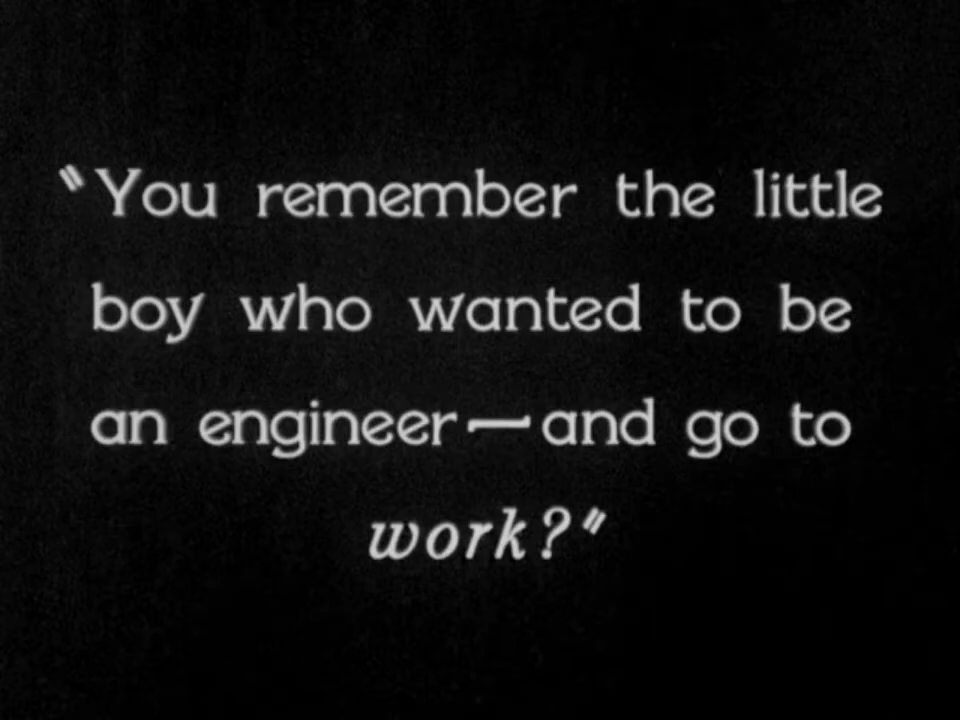 "You remember the little
boy who wanted to be
an engineer—and go to
work?"